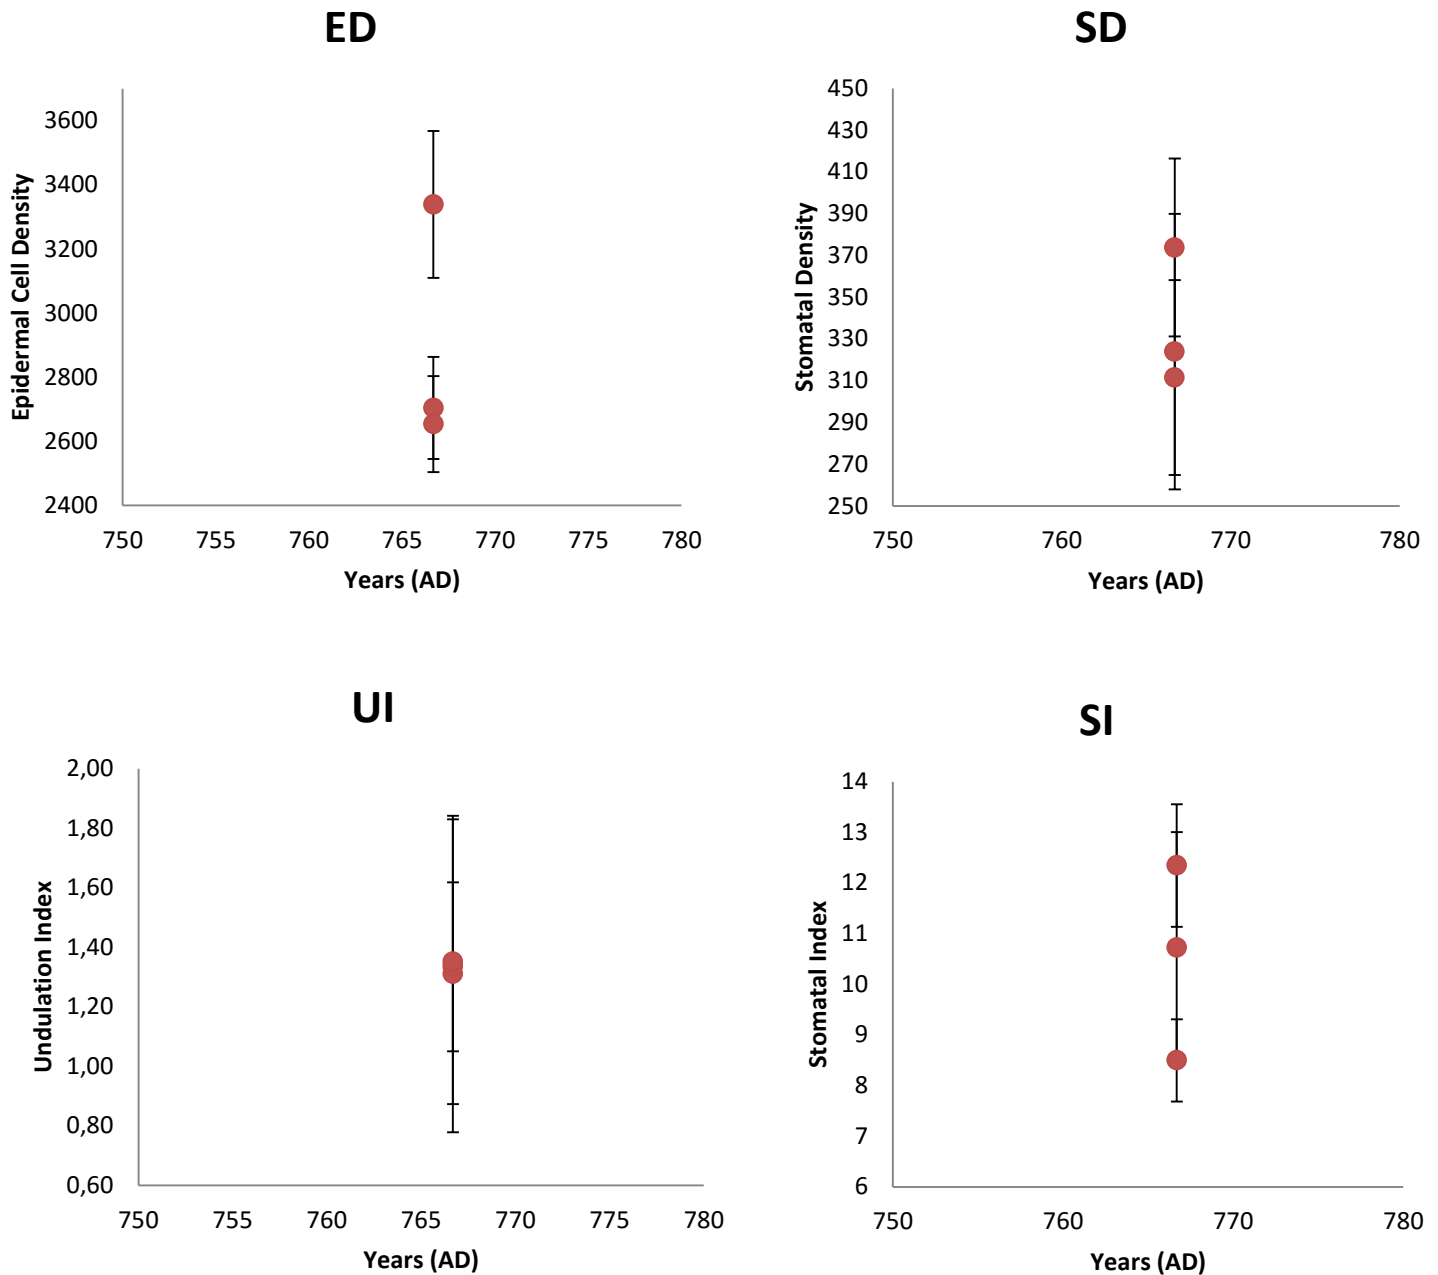 ED
Epidermal Cell Density
3600
3400
3200
3000
2800
2600
2400
750 755 760 765 770 775 780
Years (AD)
SD
Stomatal Density
450
430
410
390
370
350
330
310
290
270
250
750 760 770 780
Years (AD)
UI
Undulation Index
2,00
1,80
1,60
1,40
1,20
1,00
0,80
0,60
750 755 760 765 770 775 780
Years (AD)
SI
Stomatal Index
14
13
12
11
10
9
8
7
6
750 760 770 780
Years (AD)